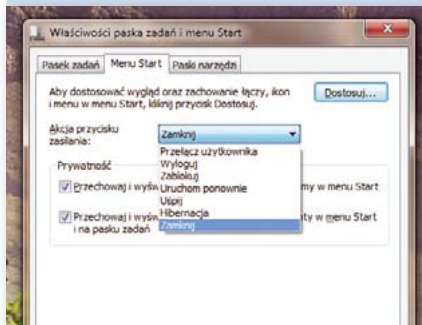 Właściwości paska zadań i menu Start
Pasek zadań Menu Start Paski narzędzi
Aby dostosować wygląd oraz zachowanie łączy, ikon
i menu w menu Start, kliknij przycisk Dostosuj.
Dostosuj...
Akcja przycisku
zasilania:
Zamknij
Przełącz użytkownika
Wyloguj
Zablokuj
Uruchom ponownie
Uśpij
Hibernacja
Zamknij
Prywatność
Przechowaj i wyśw my w menu Start
Przechowaj i wyśw ty w menu Start
i na pasku zadań